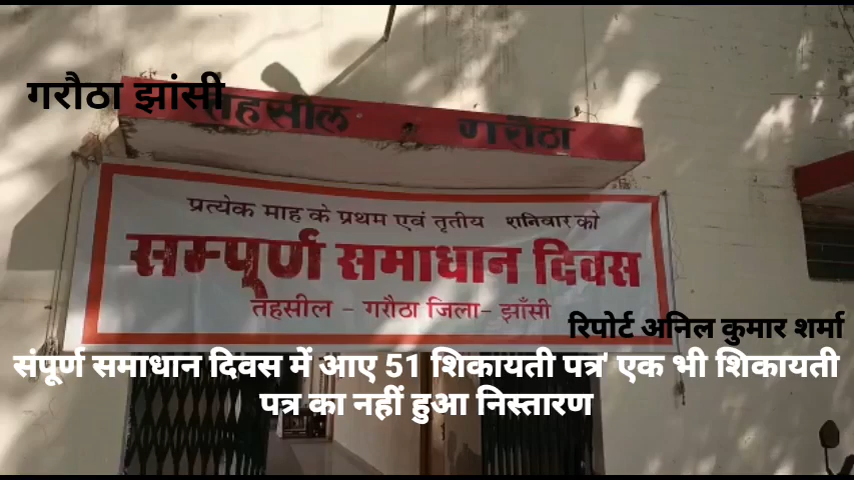 गरौठा झांसी
तहसील गरौठा
प्रत्येक माह के प्रथम एवं तृतीय शनिवार को
सम्पूर्ण समाधान दिवस
तहसील - गरौठा जिला- झाँसी
रिपोर्ट अनिल कुमार शर्मा
संपूर्ण समाधान दिवस में आए 51 शिकायती पत्र' एक भी शिकायती
पत्र का नहीं हुआ निस्तारण